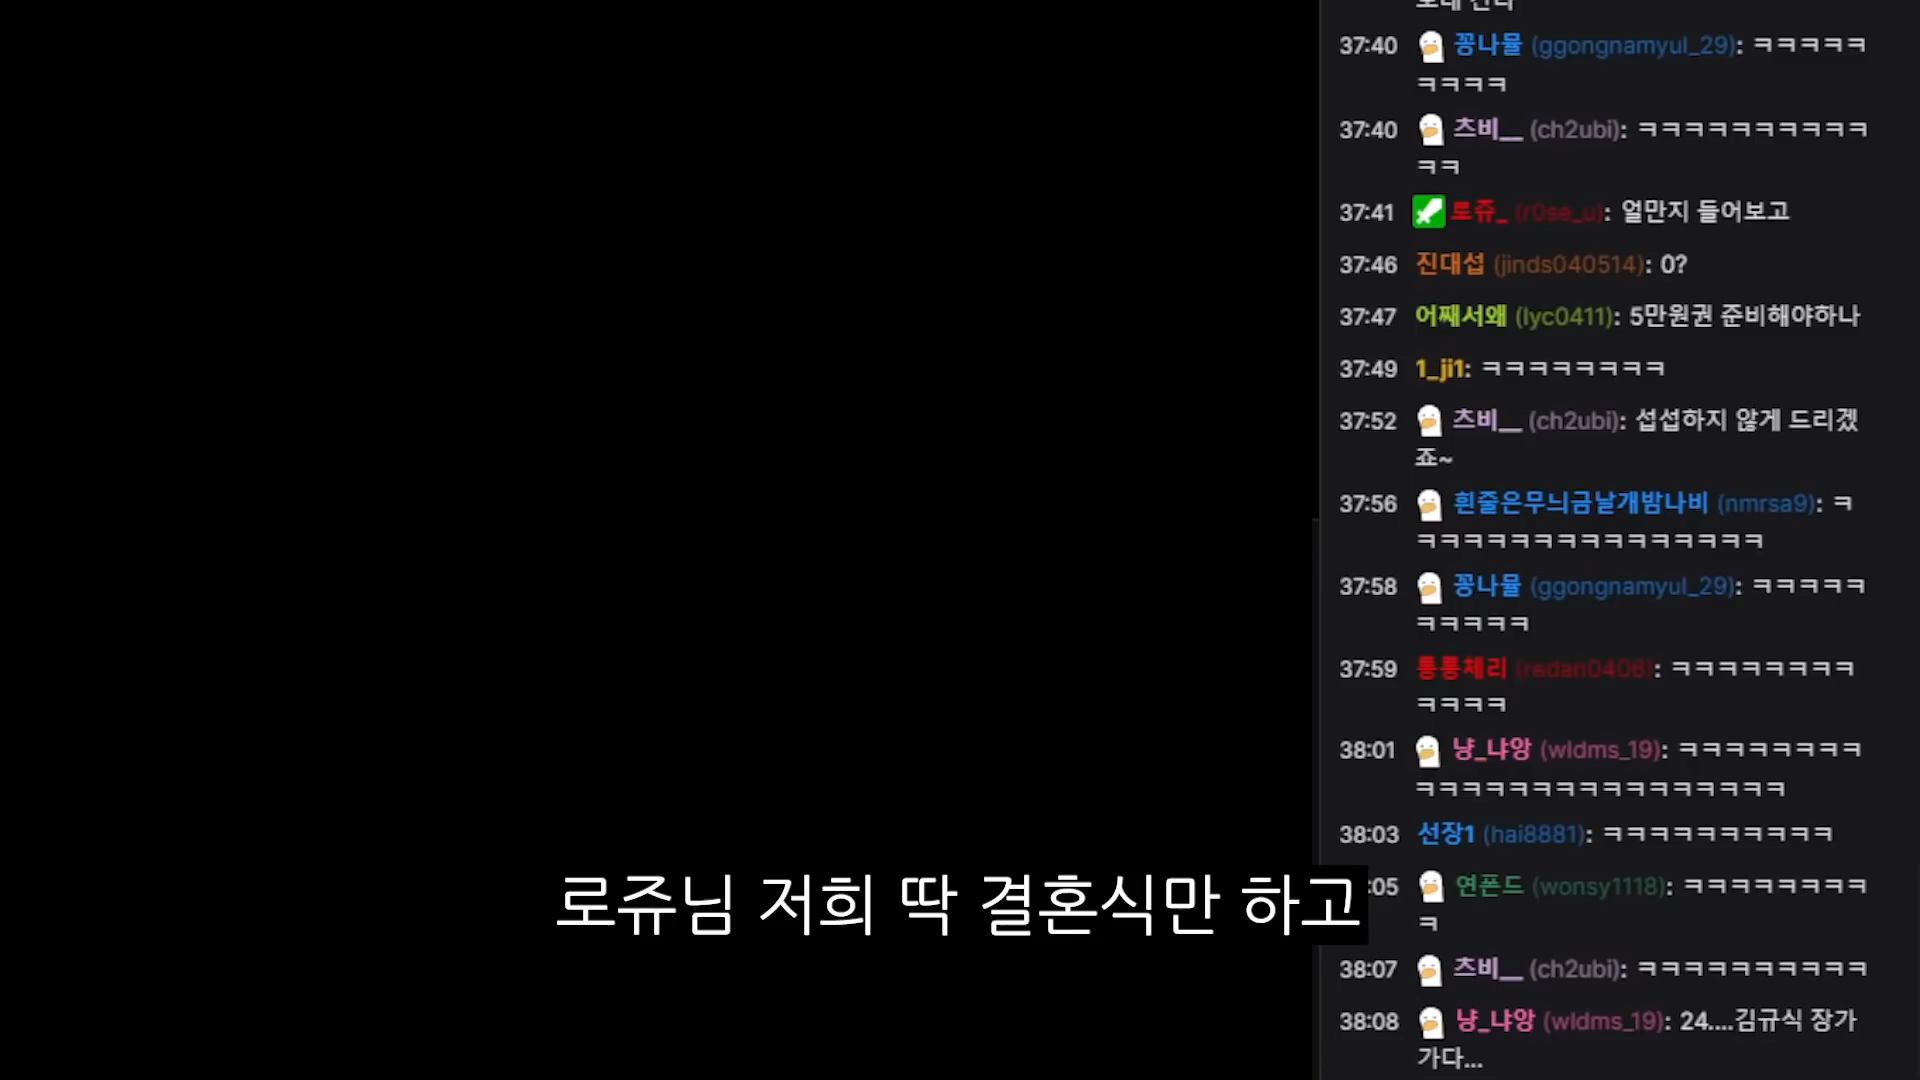 37:40 꽁나물 (ggongnamyul_29): ㅋㅋㅋㅋㅋ
ㅋㅋㅋㅋ
37:40 츠비__ (ch2ubi): ㅋㅋㅋㅋㅋㅋㅋㅋㅋㅋ
ㅋㅋ
37:41 로쥬_ (r0se_u): 얼만지 들어보고
37:46 진대섭 (jinds040514): 0?
37:47 어째서왜 (lyc0411): 5만원권 준비해야하나
37:49 1_ji1: ㅋㅋㅋㅋㅋㅋㅋㅋ
37:52 츠비__ (ch2ubi): 섭섭하지 않게 드리겠
죠~
37:56 흰줄은무늬금날개밤나비 (nmrsa9): ㅋ
ㅋㅋㅋㅋㅋㅋㅋㅋㅋㅋㅋㅋㅋㅋㅋ
37:58 꽁나물 (ggongnamyul_29): ㅋㅋㅋㅋㅋ
ㅋㅋㅋㅋㅋ
37:59 통통체리 (redan0406): ㅋㅋㅋㅋㅋㅋㅋㅋ
ㅋㅋㅋㅋ
38:01 냥_냐앙 (wldms_19): ㅋㅋㅋㅋㅋㅋㅋㅋ
ㅋㅋㅋㅋㅋㅋㅋㅋㅋㅋㅋㅋㅋㅋㅋㅋ
38:03 선장1 (hai8881): ㅋㅋㅋㅋㅋㅋㅋㅋㅋㅋ
:05 연폰드 (wonsy1118): ㅋㅋㅋㅋㅋㅋㅋㅋ
ㅋ
38:07 츠비__ (ch2ubi): ㅋㅋㅋㅋㅋㅋㅋㅋㅋㅋ
38:08 냥_냐앙 (wldms_19): 24....김규식 장가
가다...
로쥬님 저희 딱 결혼식만 하고